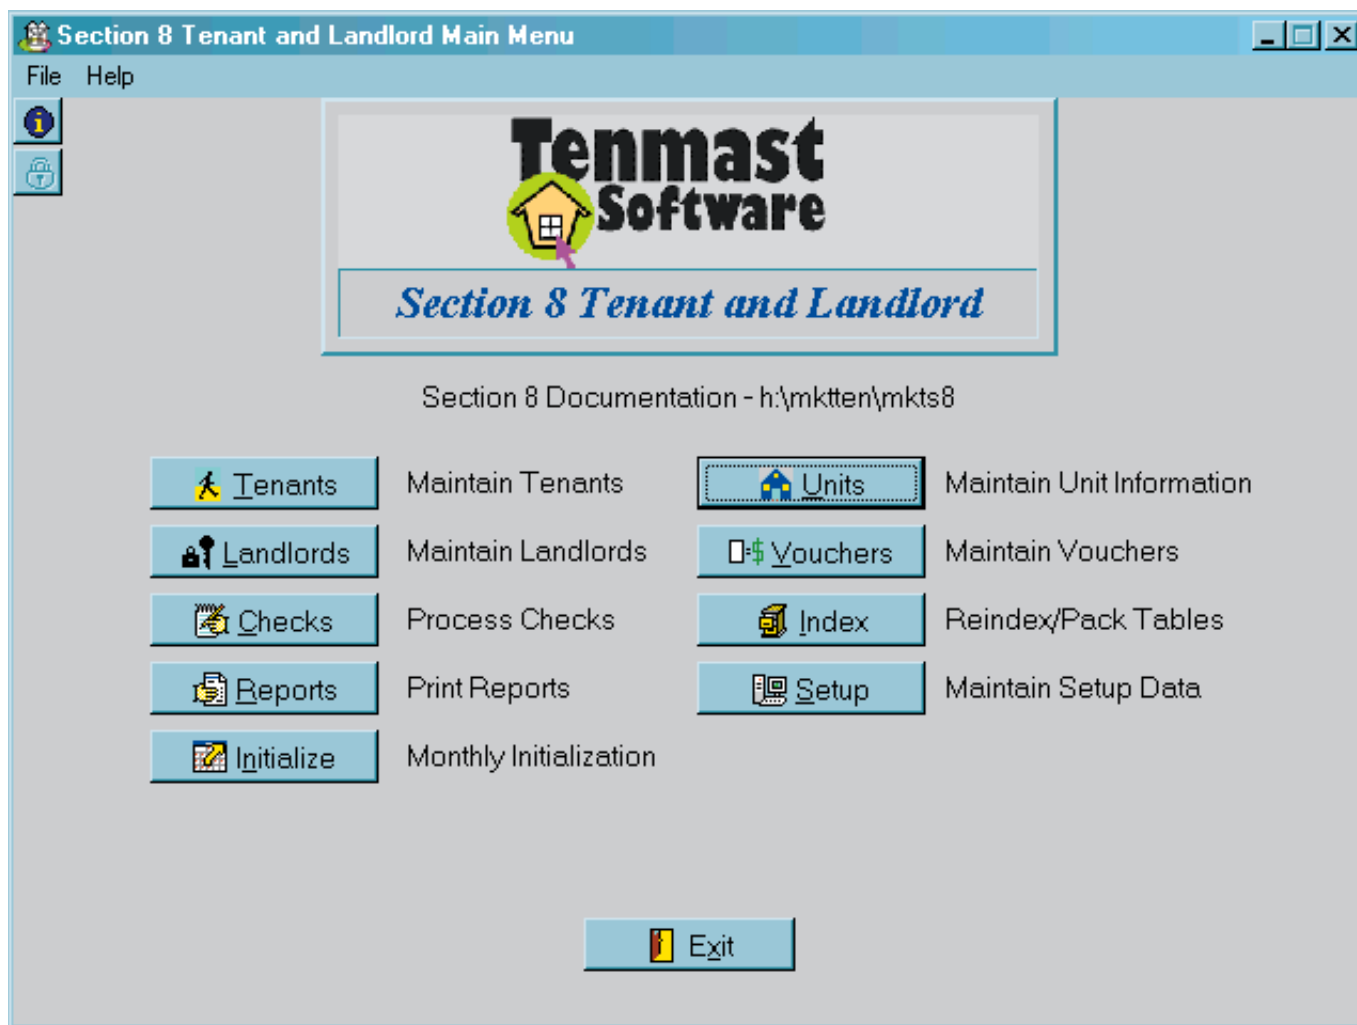 Section 8 Tenant and Landlord Main Menu
File Help
Tenmast
Software
Section 8 Tenant and Landlord
Section 8 Documentation - h:\mktten\mkts8
Tenants Maintain Tenants Units Maintain Unit Information
Landlords Maintain Landlords Vouchers Maintain Vouchers
Checks Process Checks Index Reindex/Pack Tables
Reports Print Reports Setup Maintain Setup Data
Initialize Monthly Initialization
Exit